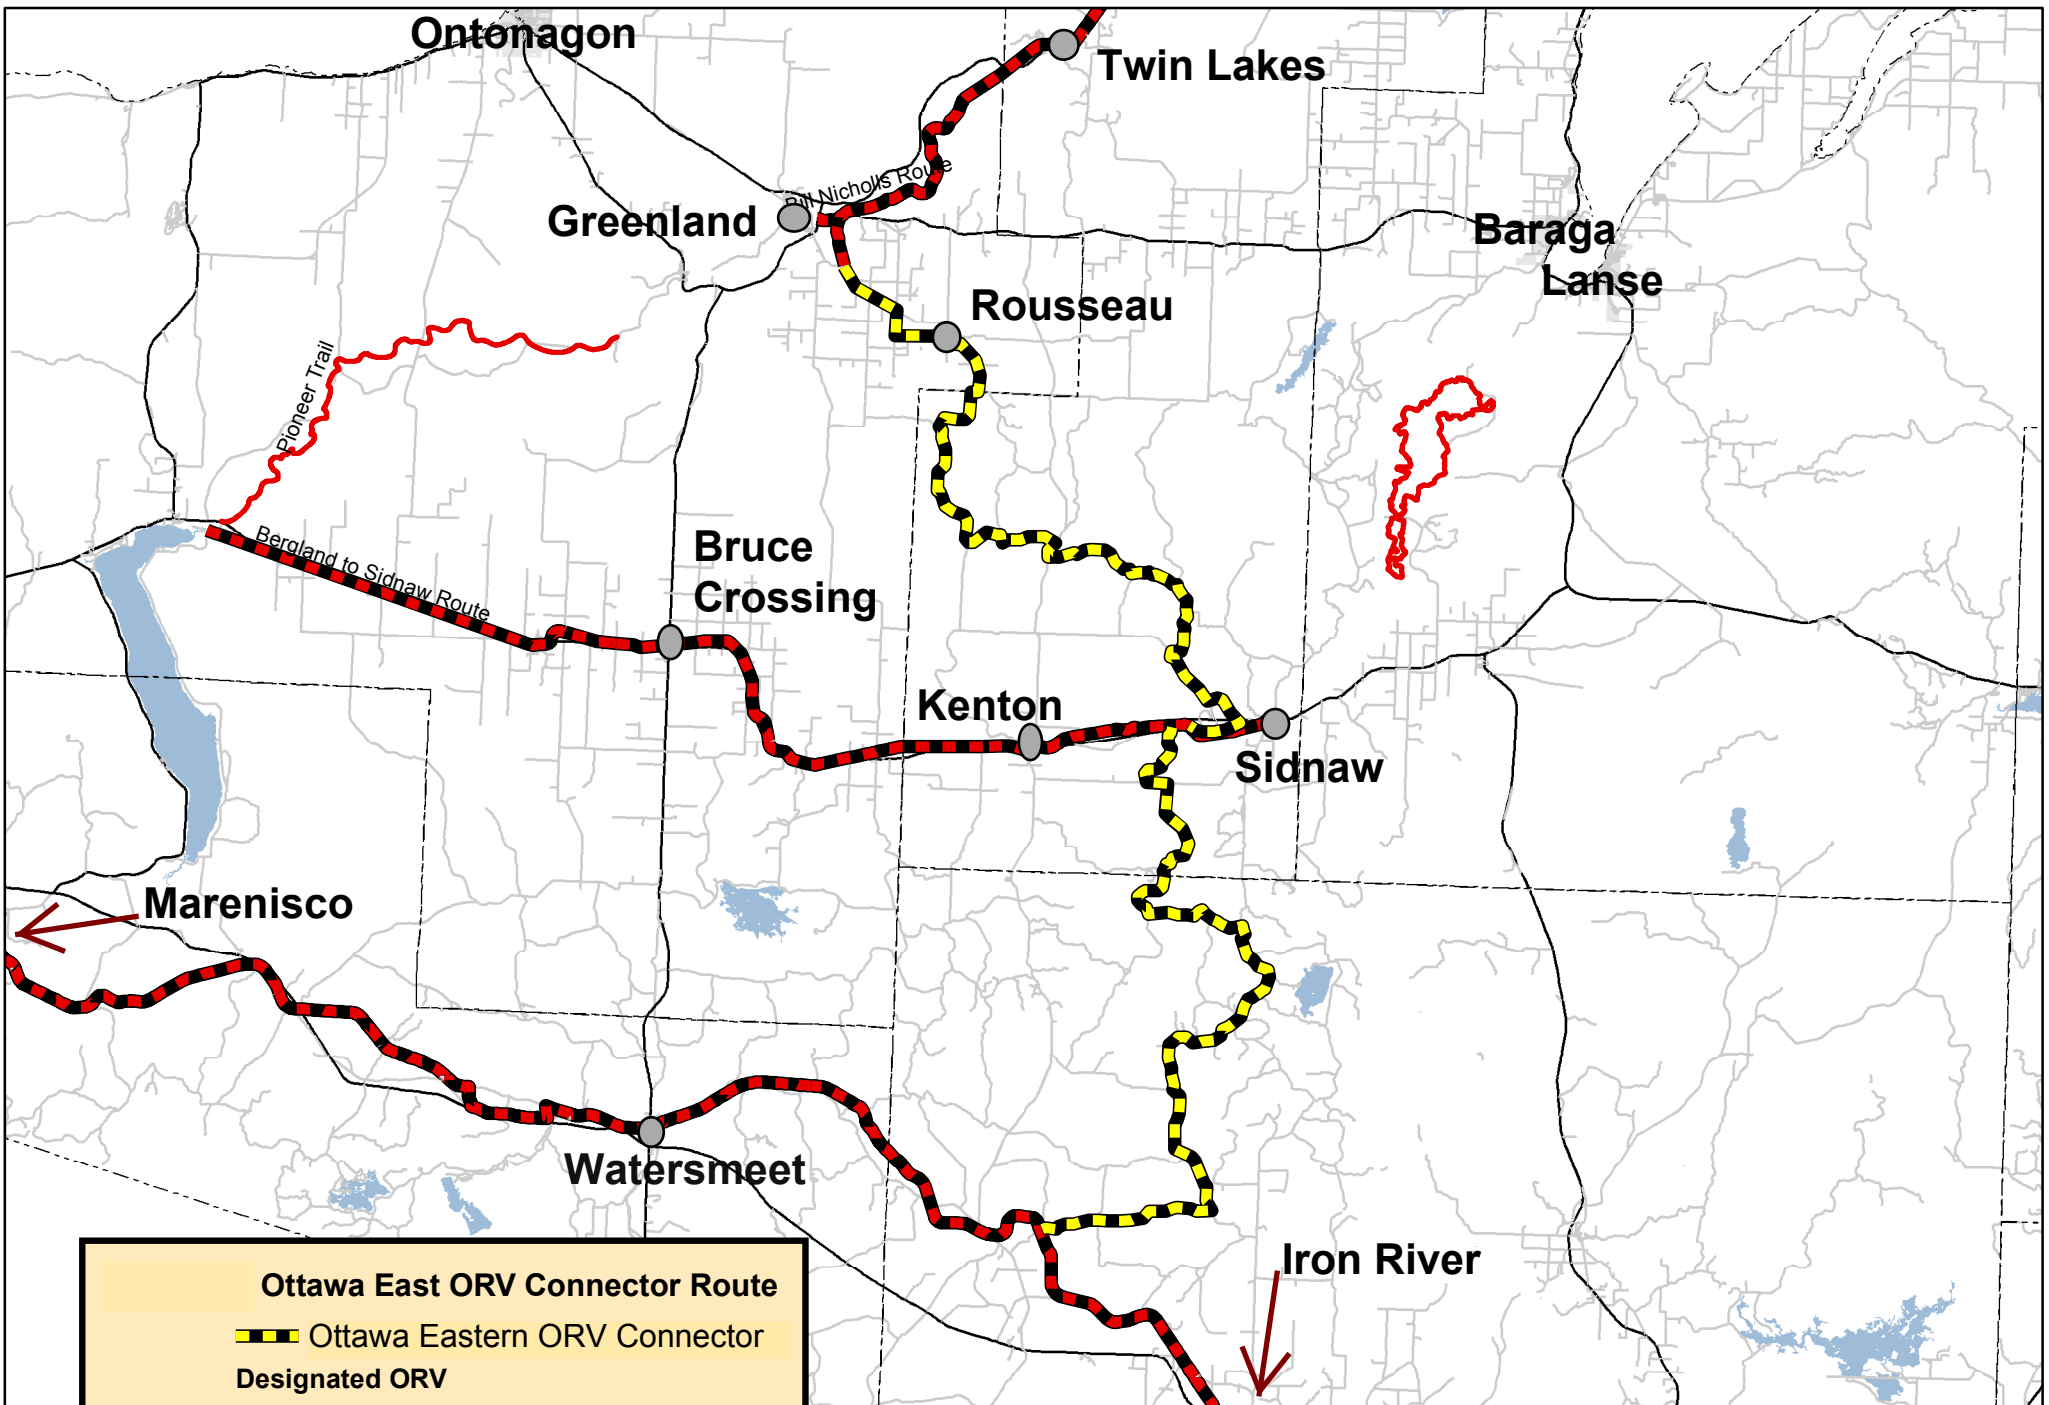 Ontonagon
Twin Lakes
Bill Nicholls Route
Greenland
Baraga
Lanse
Rousseau
Pioneer Trail
Bergland to Sidnaw Route
Bruce
Crossing
Kenton
Sidnaw
Marenisco
Watersmeet
Iron River
Ottawa East ORV Connector Route
Ottawa Eastern ORV Connector
Designated ORV